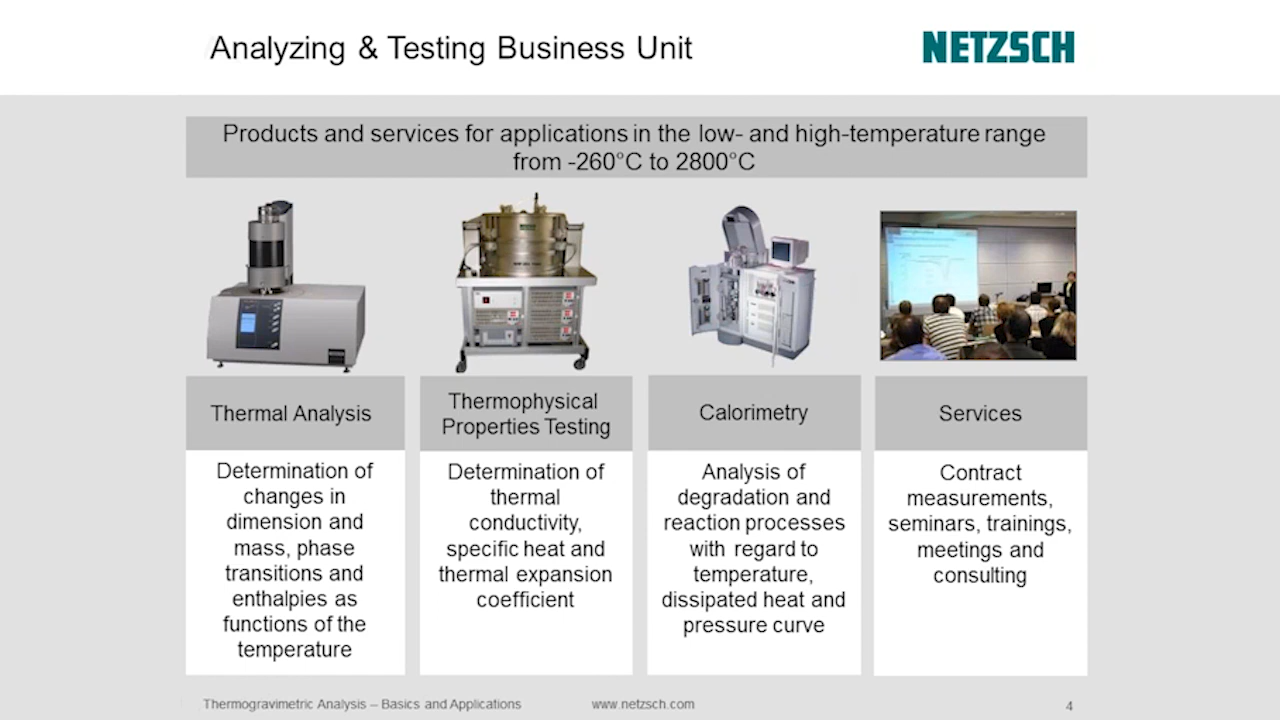 Analyzing & Testing Business Unit
NETZSCH
Products and services for applications in the low- and high-temperature range
from -260°C to 2800°C
Thermal Analysis
Determination of
changes in
dimension and
mass, phase
transitions and
enthalpies as
functions of the
temperature
Thermophysical
Properties Testing
Determination of
thermal
conductivity,
specific heat and
thermal expansion
coefficient
Calorimetry
Analysis of
degradation and
reaction processes
with regard to
temperature,
dissipated heat and
pressure curve
Services
Contract
measurements,
seminars, trainings,
meetings and
consulting
Thermogravimetric Analysis – Basics and Applications
www.netzsch.com
4